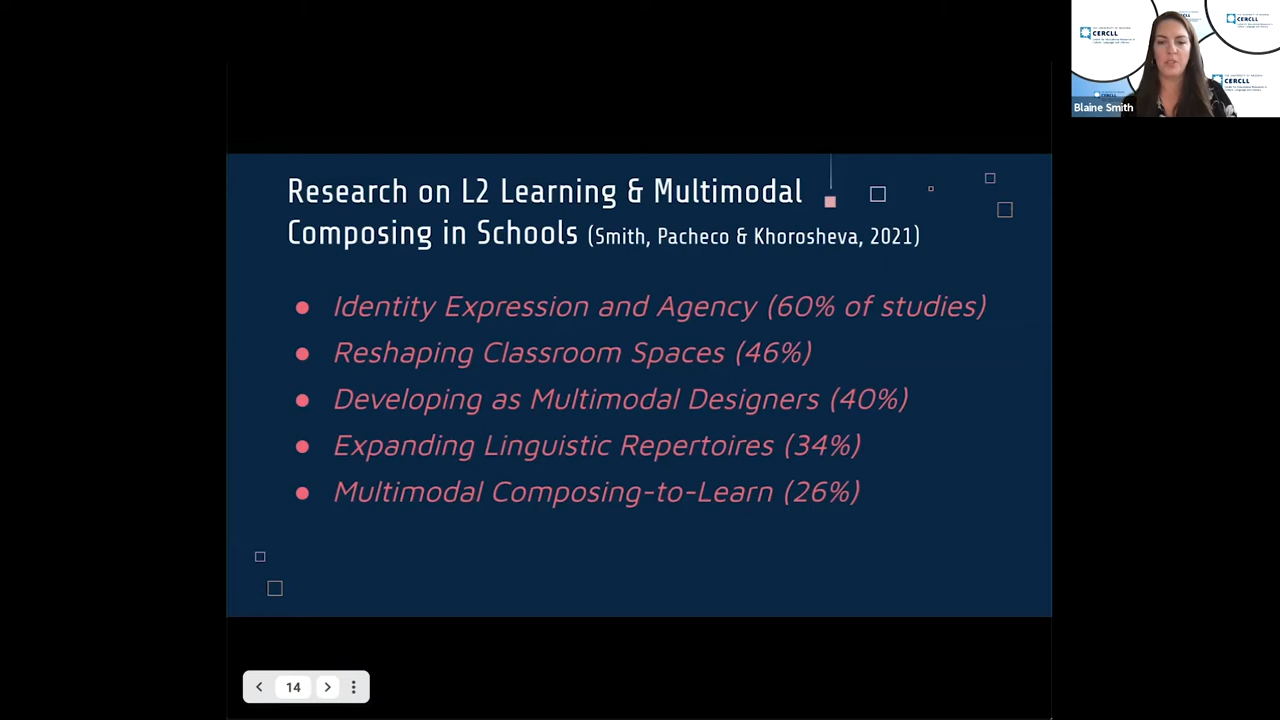 Research on L2 Learning & Multimodal
Composing in Schools (Smith, Pacheco & Khorosheva, 2021)
● Identity Expression and Agency (60% of studies)
● Reshaping Classroom Spaces (46%)
● Developing as Multimodal Designers (40%)
● Expanding Linguistic Repertoires (34%)
● Multimodal Composing-to-Learn (26%)
14
CERCLL
CERCLL
CERCLL
Blaine Smith